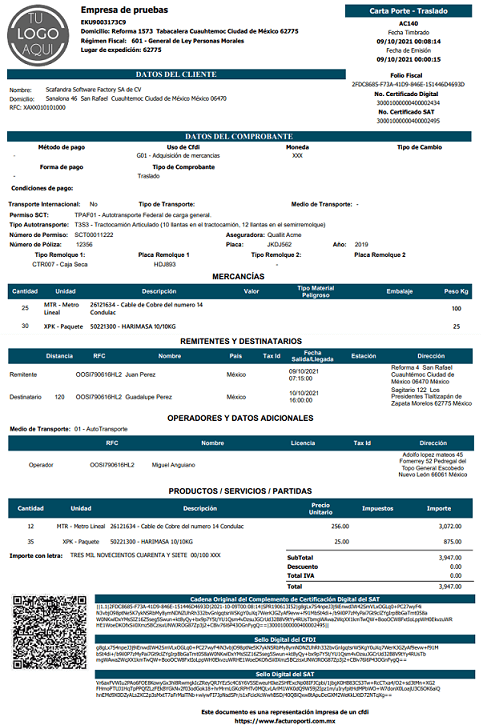 TU
LOGO
AQUI
Empresa de pruebas
EKU9003173C9
Domicilio: Reforma 1573 Tabacalera Cuauhtemoc Ciudad de México 62775
Régimen Fiscal: 601 - General de Ley Personas Morales
Lugar de expedición: 62775
Carta Porte - Traslado
AC140
Fecha Timbrado
09/10/2021 00:08:14
Fecha de Emisión
09/10/2021 00:00:15
DATOS DEL CLIENTE
Folio Fiscal
2FDC8685-F73A-41D9-846E-151446D4693D
No. Certificado Digital
30001000000400002434
No. Certificado SAT
30001000000400002495
Nombre: Scafandra Software Factory SA de CV
Domicilio: Sanalona 46 San Rafael Cuauhtemoc Ciudad de México México 06470
RFC: XAXX010101000
DATOS DEL COMPROBANTE
Método de pago Uso de Cfdi Moneda Tipo de Cambio
- G01 - Adquisición de mercancias XXX
Forma de pago Tipo de Comprobante
- Traslado
Condiciones de pago:
Transporte Internacional: No Tipo de Transporte: Medio de Transporte: -
Permiso SCT: TPAF01 - Autotransporte Federal de carga general.
Tipo Autotransporte: T3S3 - Tractocamión Articulado (10 llantas en el tractocamión, 12 llantas en el semirremolque)
Número de Permiso: SCT00011222 Aseguradora: Qualit Acme
Número de Póliza: 12356 Placa: JKDJ562 Año: 2019
Tipo Remolque 1: Placa Remolque 1 Tipo Remolque 2: Placa Remolque 2
CTR007 - Caja Seca HDJ893 -
MERCANCÍAS
Cantidad Unidad Descripción Valor Tipo Material Peligroso Embalaje Peso Kg
25 MTR - Metro Lineal 26121634 - Cable de Cobre del numero 14 Condulac 100
30 XPK - Paquete 50221300 - HARIMASA 10/10KG 25
REMITENTES Y DESTINATARIOS
Distancia RFC Nombre Pais Tax Id Fecha Salida/Llegada Estación Dirección
Remitente OOSI790616HL2 Juan Perez México 09/10/2021 07:15:00 Reforma 4 San Rafael Cuauhtémoc Ciudad de México 06470 México
Destinatario 120 OOSI790616HL2 Guadalupe Perez México 10/10/2021 16:00:00 Sagitario 122 Los Presidentes Tlaltizapán de Zapata Morelos 62775 México
OPERADORES Y DATOS ADICIONALES
Medio de Transporte: 01 - AutoTransporte
RFC Nombre Licencia Tax Id Dirección
Operador OOSI790616HL2 Miguel Anguiano Adolfo lopez mateos 45 Fomerrey 52 Pedregal del Topo General Escobedo Nuevo León 66061 México
PRODUCTOS / SERVICIOS / PARTIDAS
Cantidad Unidad Descripción Precio Unitario Impuestos Importe
12 MTR - Metro Lineal 26121634 - Cable de Cobre del numero 14 Condulac 256.00 3,072.00
35 XPK - Paquete 50221300 - HARIMASA 10/10KG 25.00 875.00
Importe con letra: TRES MIL NOVECIENTOS CUARENTA Y SIETE 00/100 XXX
SubTotal 3,947.00
Descuento 0.00
Total IVA 0.00
Total 3,947.00
Cadena Original del Complemento de Certificación Digital del SAT
Sello Digital del CFDI
Sello Digital del SAT
Este documento es una representación impresa de un cfdi
https://www.facturoporti.com.mx